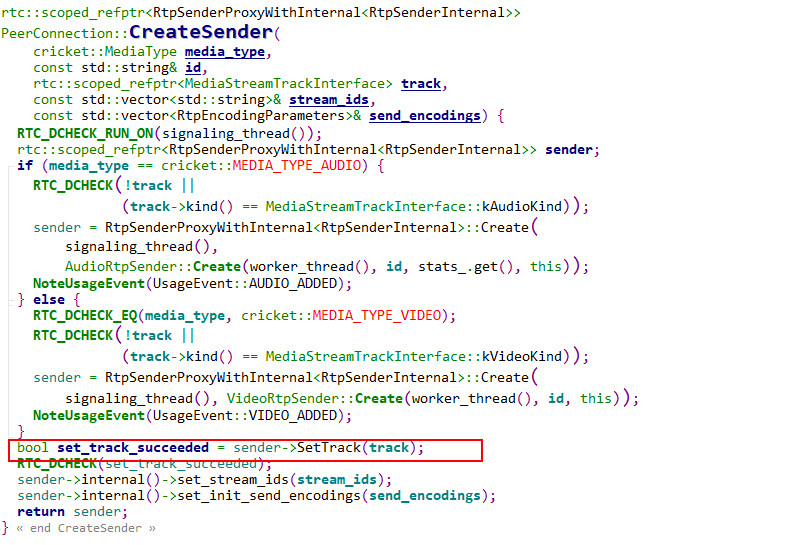 rtc::scoped_refptr<RtpSenderProxyWithInternal<RtpSenderInternal>>
PeerConnection::CreateSender(
    cricket::MediaType media_type,
    const std::string& id,
    rtc::scoped_refptr<MediaStreamTrackInterface> track,
    const std::vector<std::string>& stream_ids,
    const std::vector<RtpEncodingParameters>& send_encodings) {
  RTC_DCHECK_RUN_ON(signaling_thread());
  rtc::scoped_refptr<RtpSenderProxyWithInternal<RtpSenderInternal>> sender;
  if (media_type == cricket::MEDIA_TYPE_AUDIO) {
    RTC_DCHECK(!track ||
               (track->kind() == MediaStreamTrackInterface::kAudioKind));
    sender = RtpSenderProxyWithInternal<RtpSenderInternal>::Create(
        signaling_thread(),
        AudioRtpSender::Create(worker_thread(), id, stats_.get(), this));
    NoteUsageEvent(UsageEvent::AUDIO_ADDED);
  } else {
    RTC_DCHECK_EQ(media_type, cricket::MEDIA_TYPE_VIDEO);
    RTC_DCHECK(!track ||
               (track->kind() == MediaStreamTrackInterface::kVideoKind));
    sender = RtpSenderProxyWithInternal<RtpSenderInternal>::Create(
        signaling_thread(), VideoRtpSender::Create(worker_thread(), id, this));
    NoteUsageEvent(UsageEvent::VIDEO_ADDED);
  }
  bool set_track_succeeded = sender->SetTrack(track);
  RTC_DCHECK(set_track_succeeded);
  sender->internal()->set_stream_ids(stream_ids);
  sender->internal()->set_init_send_encodings(send_encodings);
  return sender;
} « end CreateSender »